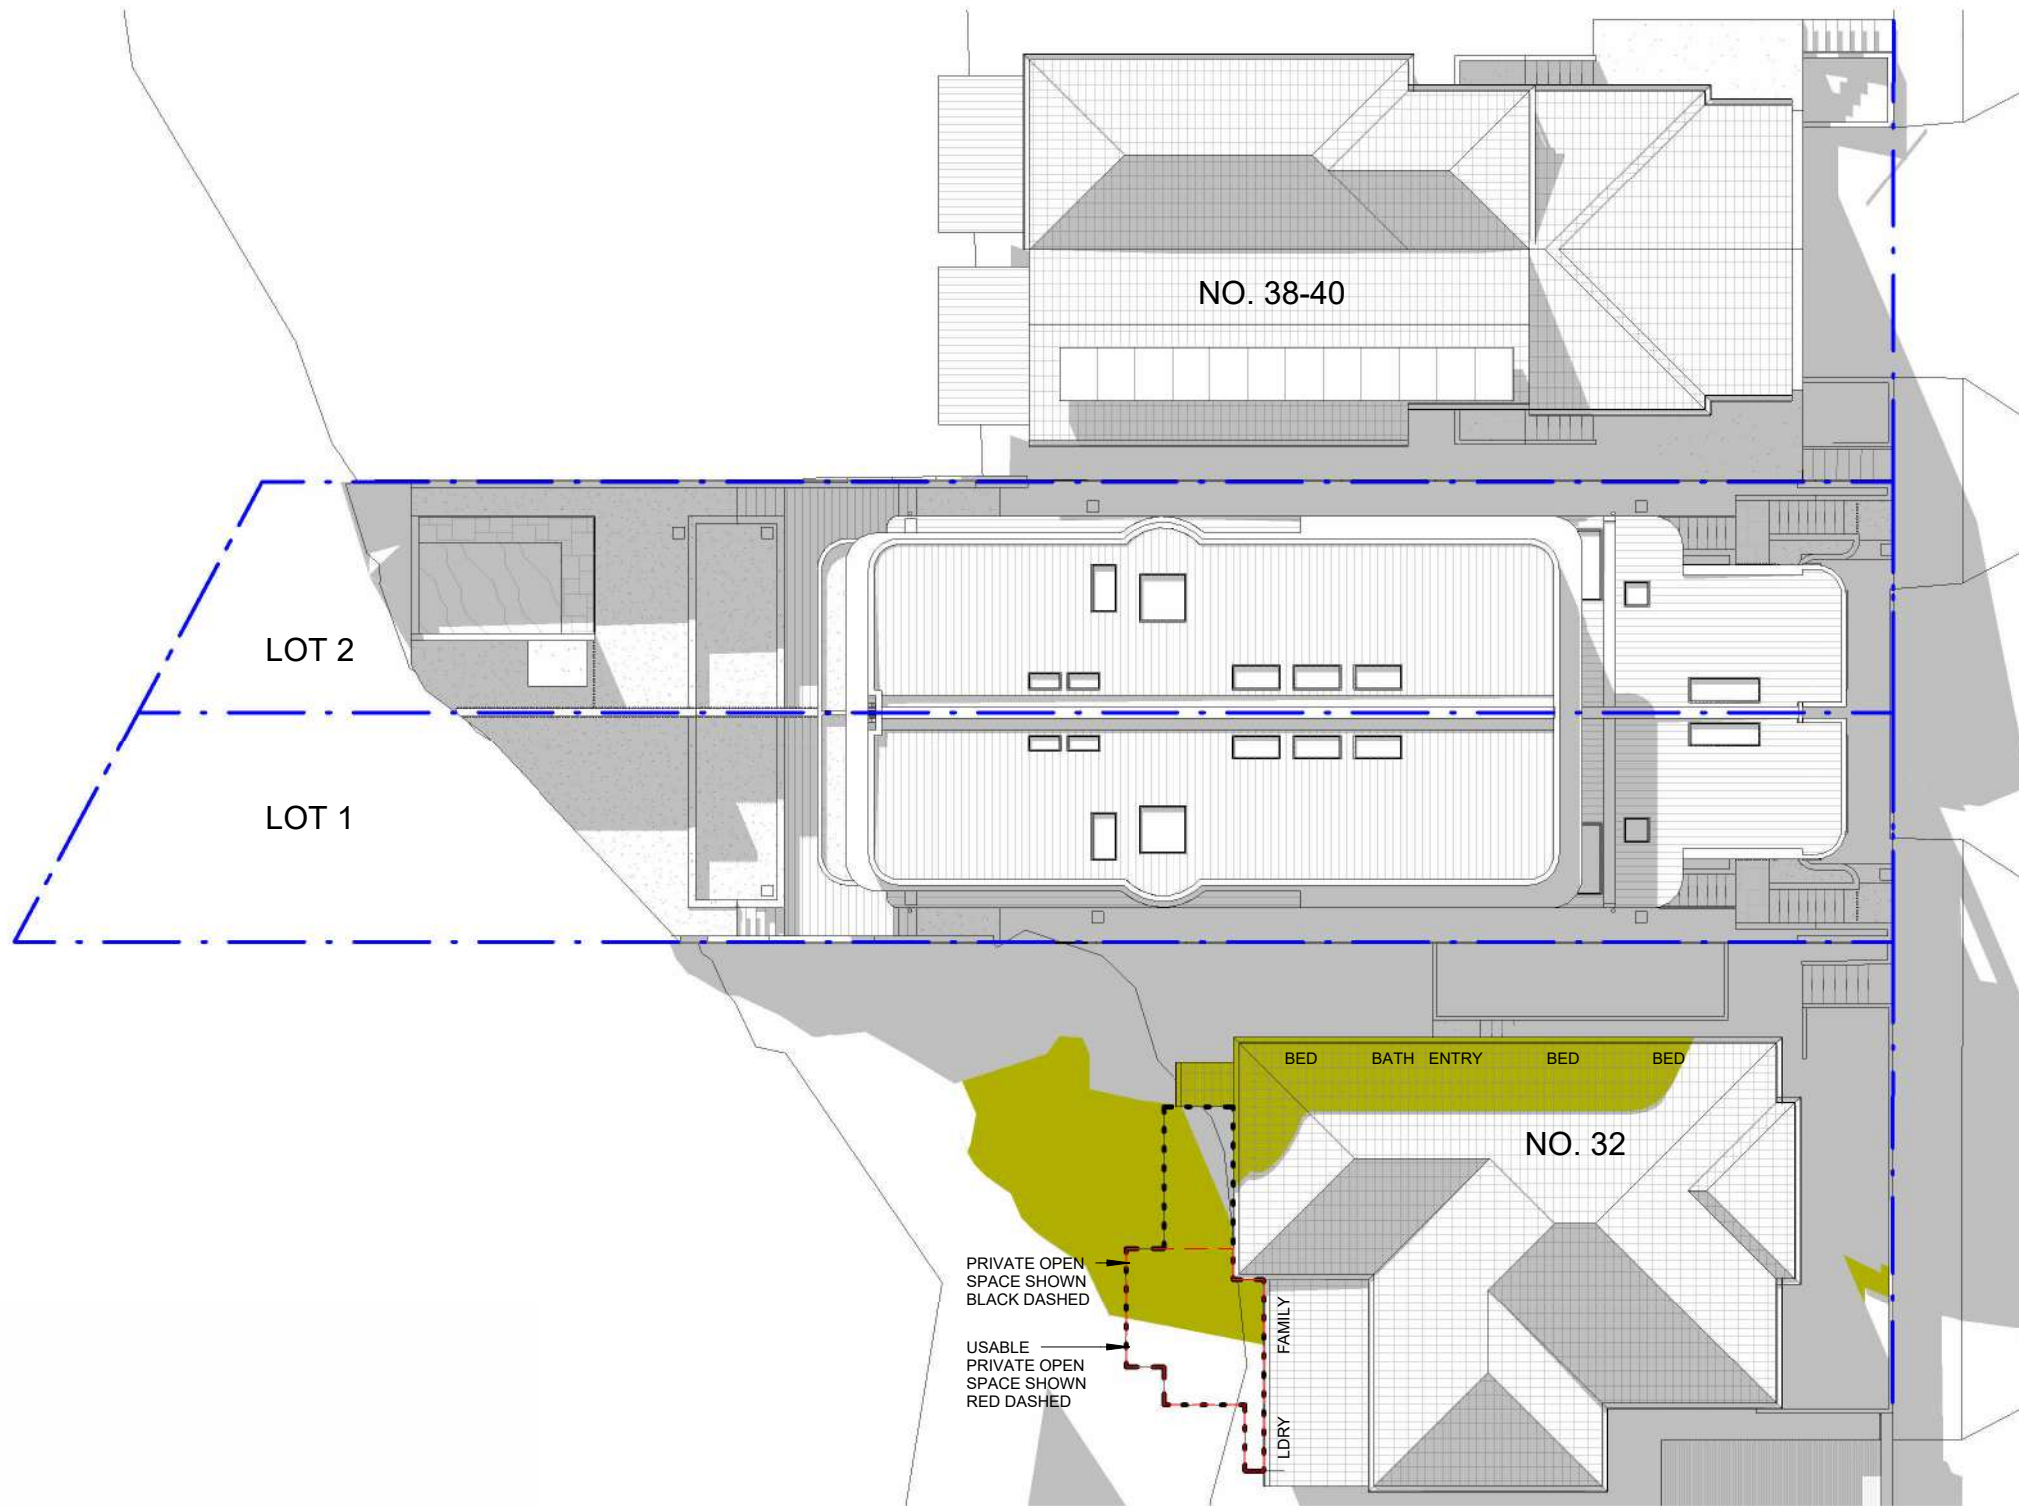 NO. 38-40
LOT 2
LOT 1
BED BATH ENTRY BED BED
NO. 32
PRIVATE OPEN
SPACE SHOWN
BLACK DASHED
FAMILY
USABLE
PRIVATE OPEN
SPACE SHOWN
RED DASHED
LDRY